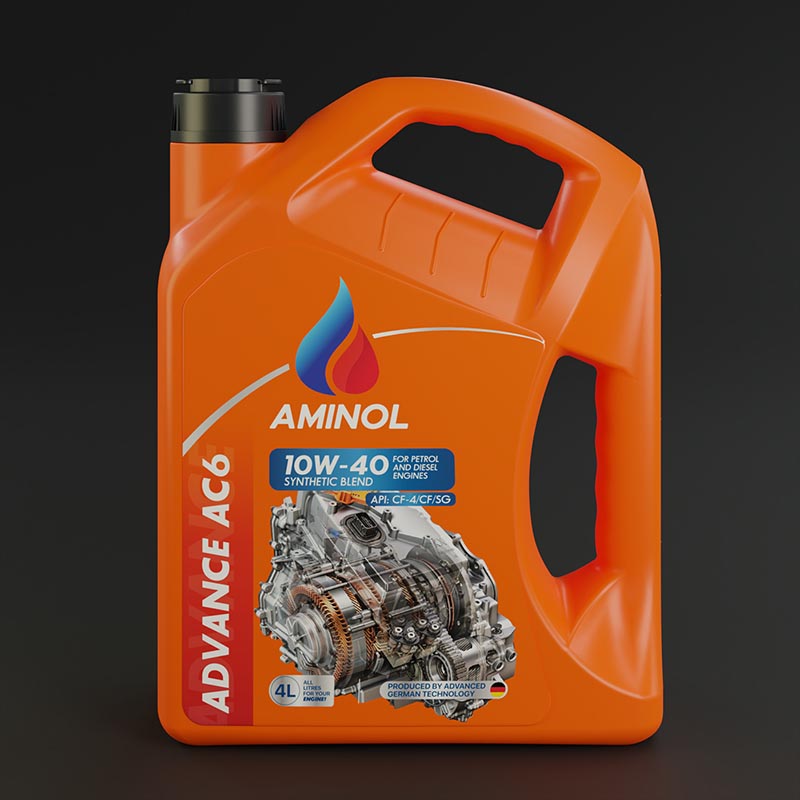 AMINOL
10W-40
SYNTHETIC BLEND
FOR PETROL
AND DIESEL
ENGINES
API: CF-4/CF/SG
ADVANCE AC6
4L
ALL
LITRES
FOR YOUR
ENGINE!
PRODUCED BY ADVANCED
GERMAN TECHNOLOGY